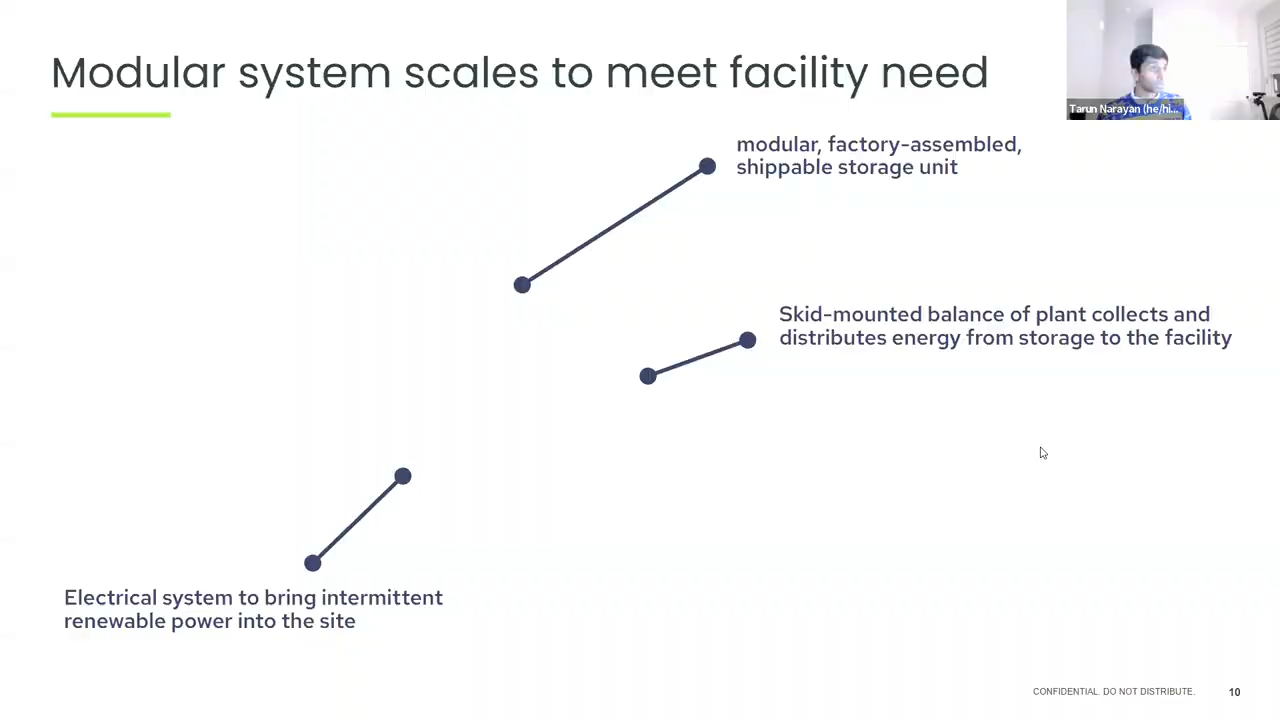 Modular system scales to meet facility need
Tarun Narayan (he/hi...
modular, factory-assembled,
shippable storage unit
Skid-mounted balance of plant collects and
distributes energy from storage to the facility
Electrical system to bring intermittent
renewable power into the site
CONFIDENTIAL. DO NOT DISTRIBUTE.
10